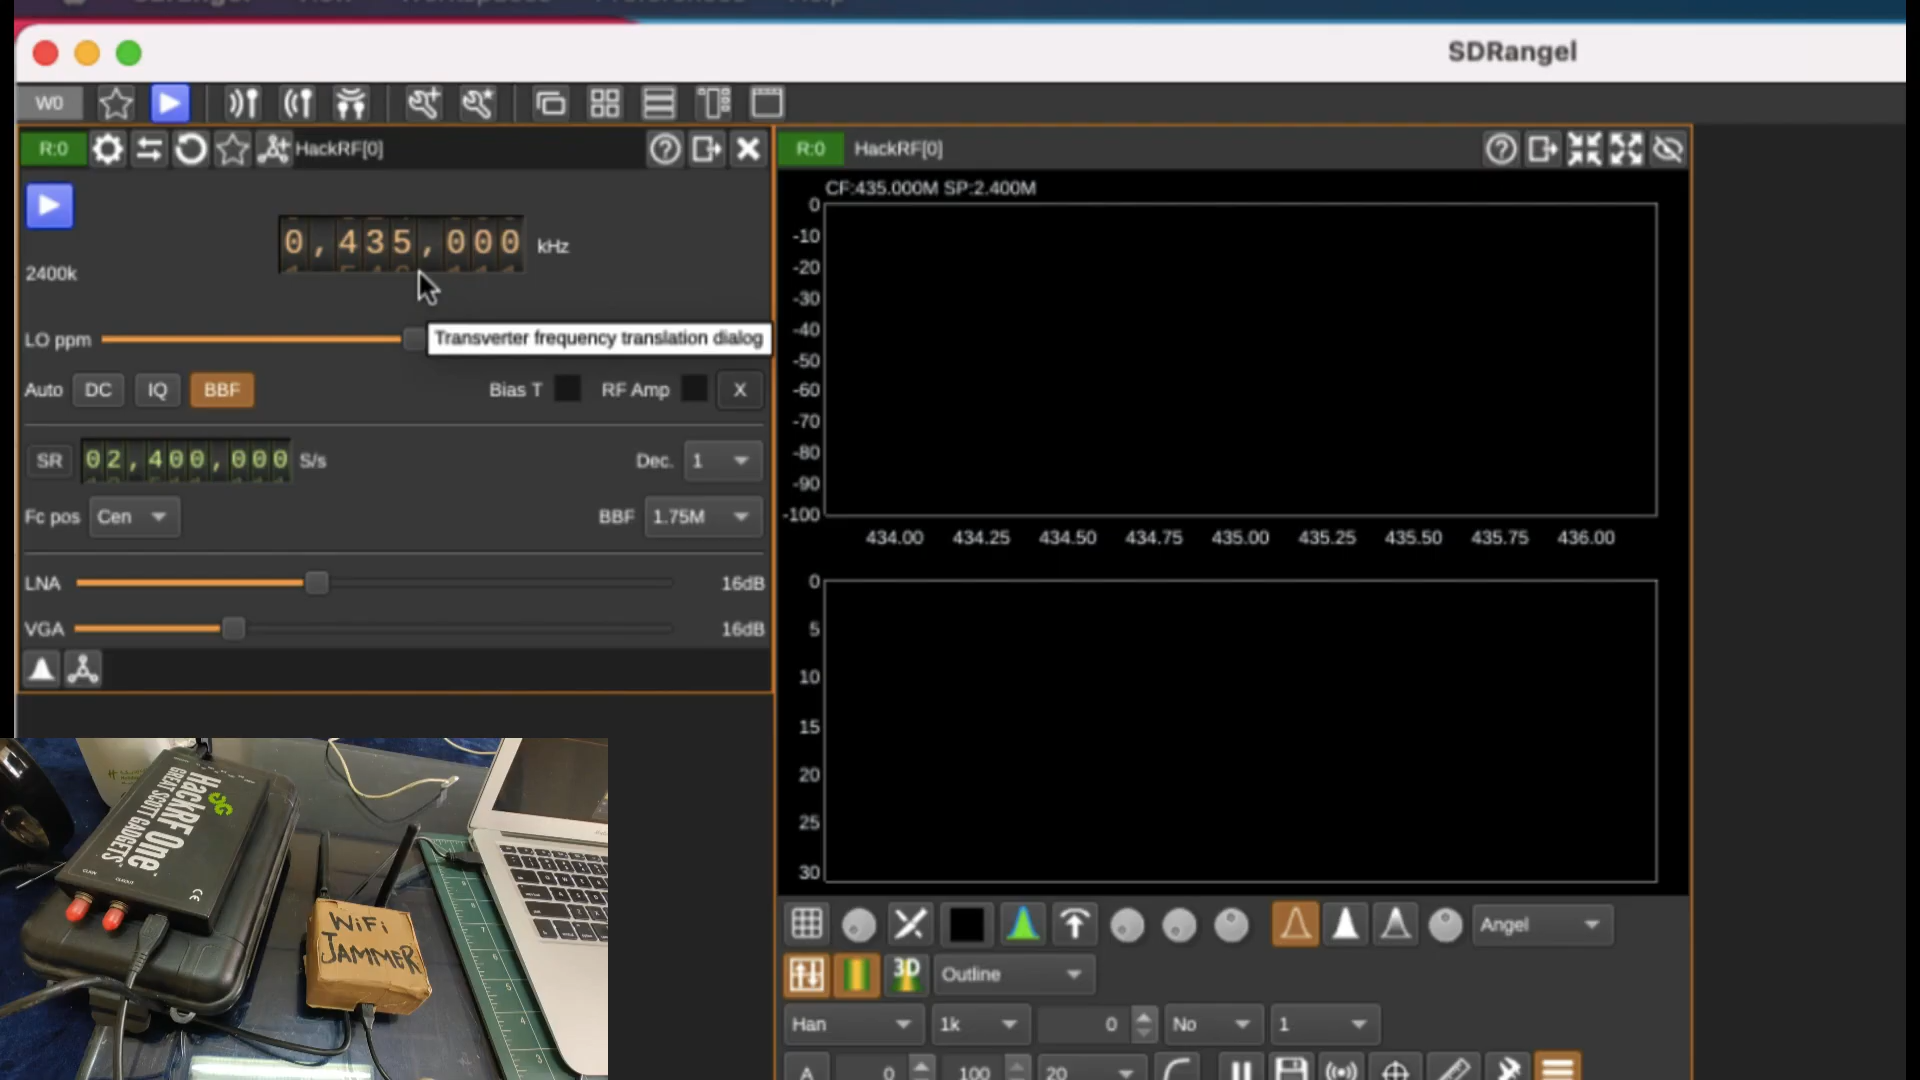 SDRangel
W0
R:0 HackRF[0]
0,435,000 kHz
2400k
LO ppm
Transverter frequency translation dialog
Auto DC IQ BBF Bias T RF Amp X
SR 02,400,000 S/s Dec. 1
Fc pos Cen BBF 1.75M
LNA 16dB
VGA 16dB
R:0 HackRF[0]
CF:435.000M SP:2.400M
0
-10
-20
-30
-40
-50
-60
-70
-80
-90
-100
434.00 434.25 434.50 434.75 435.00 435.25 435.50 435.75 436.00
0
5
10
15
20
25
30
Angel
3D Outline
Han 1k 0 No 1
A 0 100 20
HackRF One
GREAT SCOTT GADGETS
CE
WiFi
JAMMER